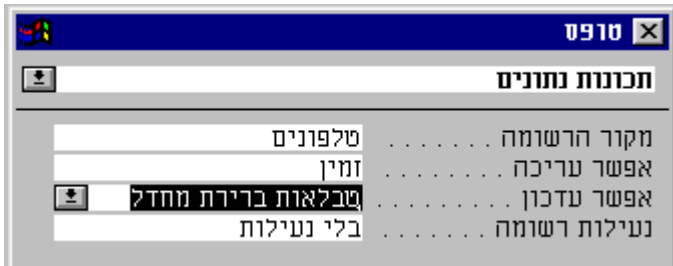 טופס
תכונות נתונים
מקור הרשומה . . . . . . . טלפונים
אפשר עריכה . . . . . . . . זמין
אפשר עדכון . . . . . . . . . טבלאות ברירת מחדל
נעילות רשומה . . . . . . . בלי נעילות